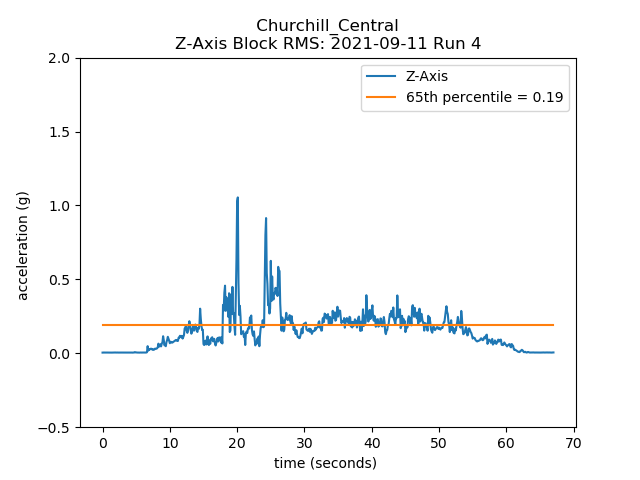 Churchill_Central
Z-Axis Block RMS: 2021-09-11 Run 4
2.0
1.5
1.0
0.5
0.0
−0.5
acceleration (g)
Z-Axis
65th percentile = 0.19
0 10 20 30 40 50 60 70
time (seconds)